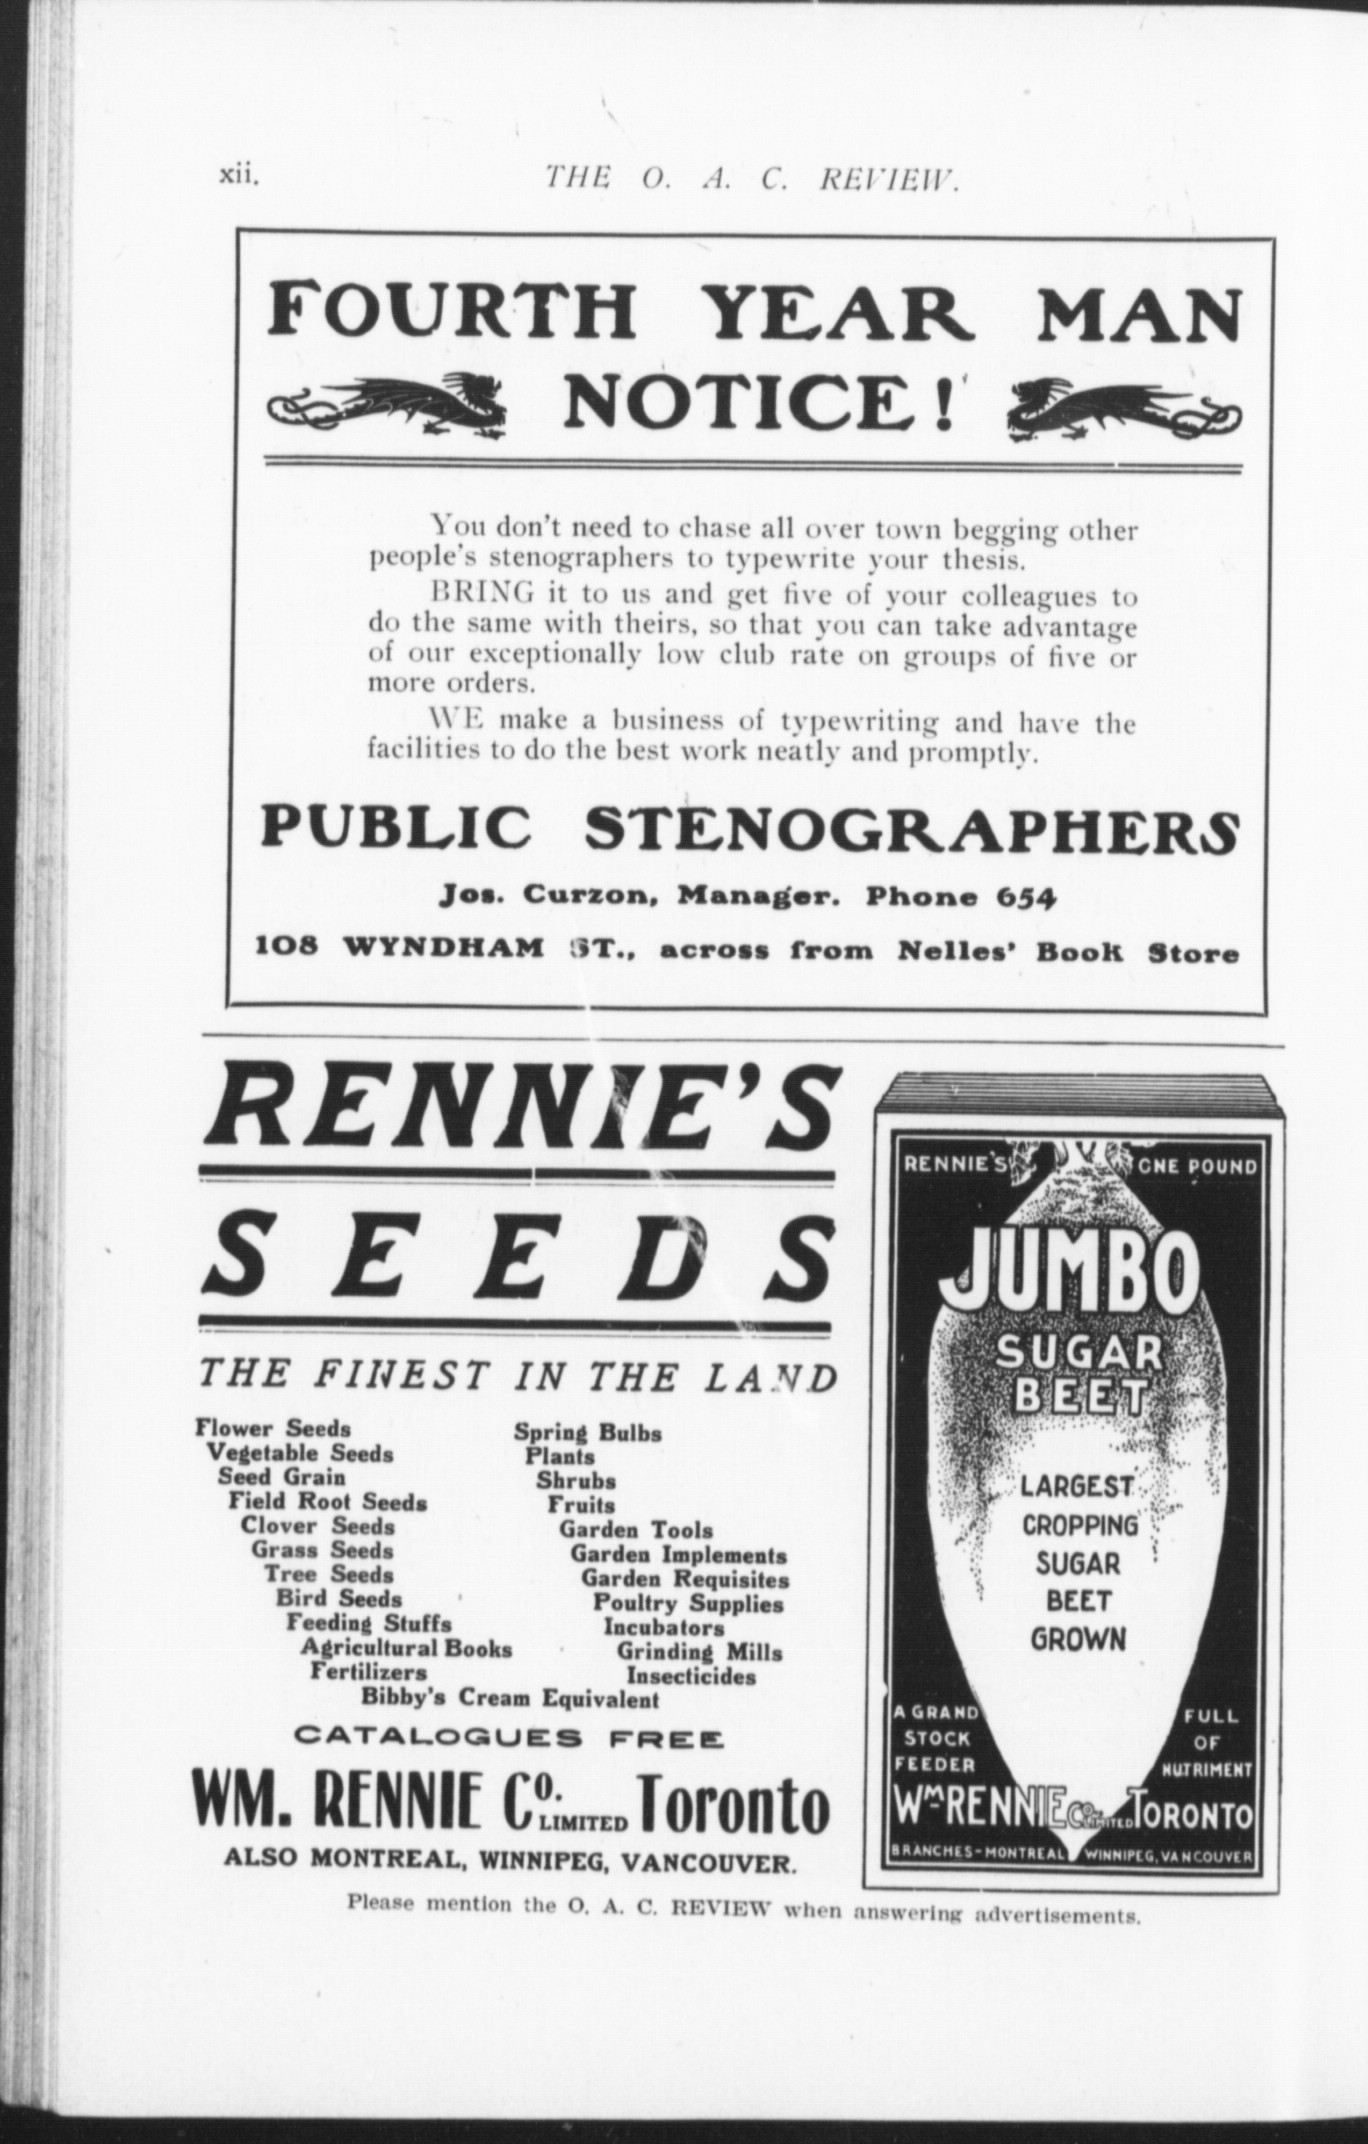 xii.
THE O. A. C. REVIEW.
FOURTH YEAR MAN
NOTICE!
You don't need to chase all over town begging other
people's stenographers to typewrite your thesis.
BRING it to us and get five of your colleagues to
do the same with theirs, so that you can take advantage
of our exceptionally low club rate on groups of five or
more orders.
WE make a business of typewriting and have the
facilities to do the best work neatly and promptly.
PUBLIC STENOGRAPHERS
Jos. Curzon, Manager. Phone 654
108 WYNDHAM ST., across from Nelles' Book Store
RENNIE'S
SEEDS
THE FINEST IN THE LAND
Flower Seeds
Vegetable Seeds
Seed Grain
Field Root Seeds
Clover Seeds
Grass Seeds
Tree Seeds
Bird Seeds
Feeding Stuffs
Agricultural Books
Fertilizers
Spring Bulbs
Plants
Shrubs
Fruits
Garden Tools
Garden Implements
Garden Requisites
Poultry Supplies
Incubators
Grinding Mills
Insecticides
Bibby's Cream Equivalent
CATALOGUES FREE
WM. RENNIE Co. LIMITED Toronto
ALSO MONTREAL, WINNIPEG, VANCOUVER.
RENNIE'S
ONE POUND
JUMBO
SUGAR
BEET
LARGEST
CROPPING
SUGAR
BEET
GROWN
A GRAND
STOCK
FEEDER
FULL
OF
NUTRIMENT
WM RENNIE Co. LIMITED TORONTO
BRANCHES-MONTREAL WINNIPEG, VANCOUVER
Please mention the O. A. C. REVIEW when answering advertisements.